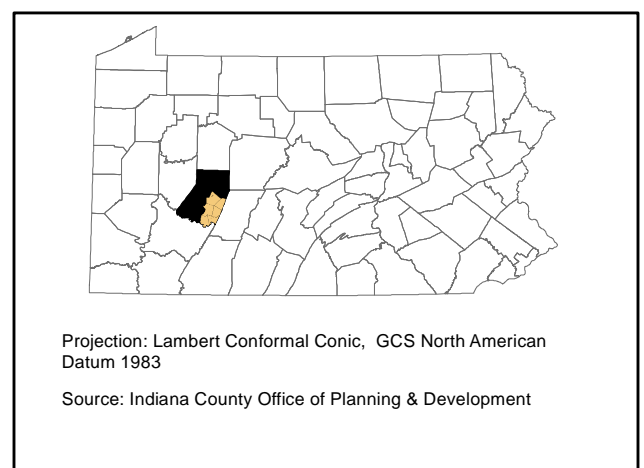 Projection: Lambert Conformal Conic,  GCS North American
Datum 1983
Source: Indiana County Office of Planning & Development